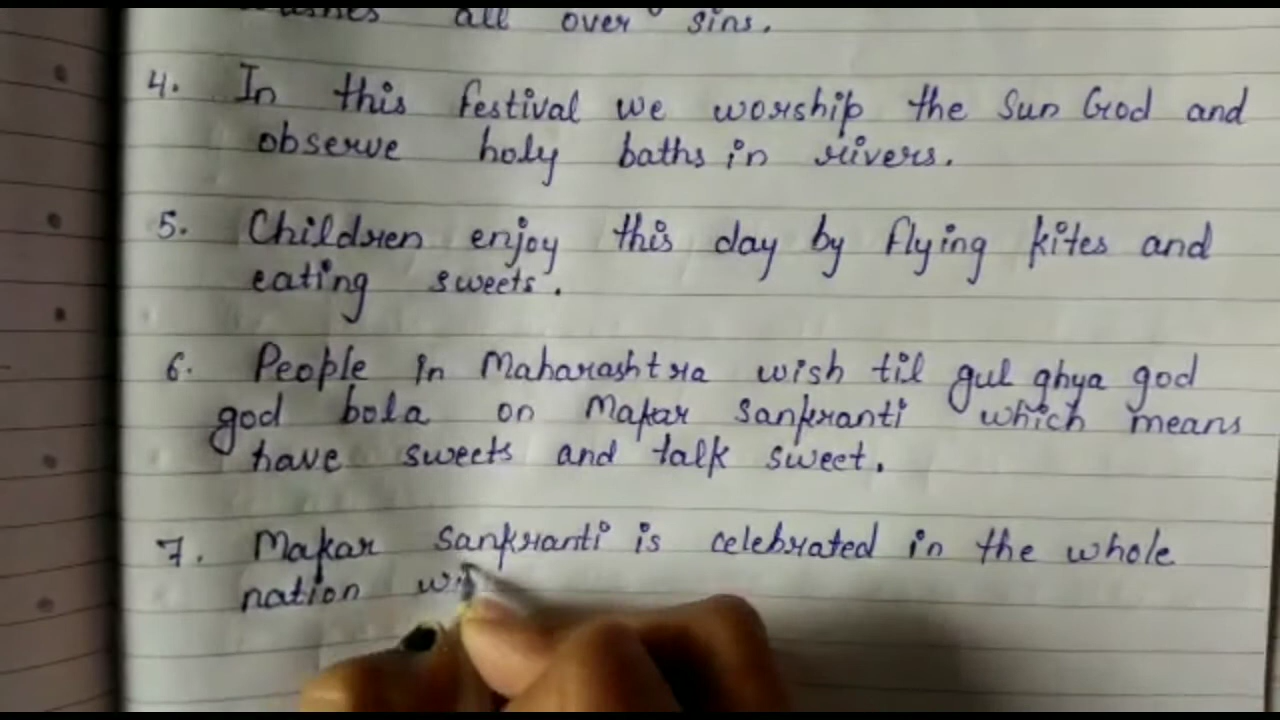 all over sins.
4. In this festival we worship the Sun God and
observe holy baths in rivers.
5. Children enjoy this day by flying kites and
eating sweets.
6. People in Maharashtra wish til gul ghya god
god bola on Makar Sankranti which means
have sweets and talk sweet.
7. Makar Sankranti is celebrated in the whole
nation